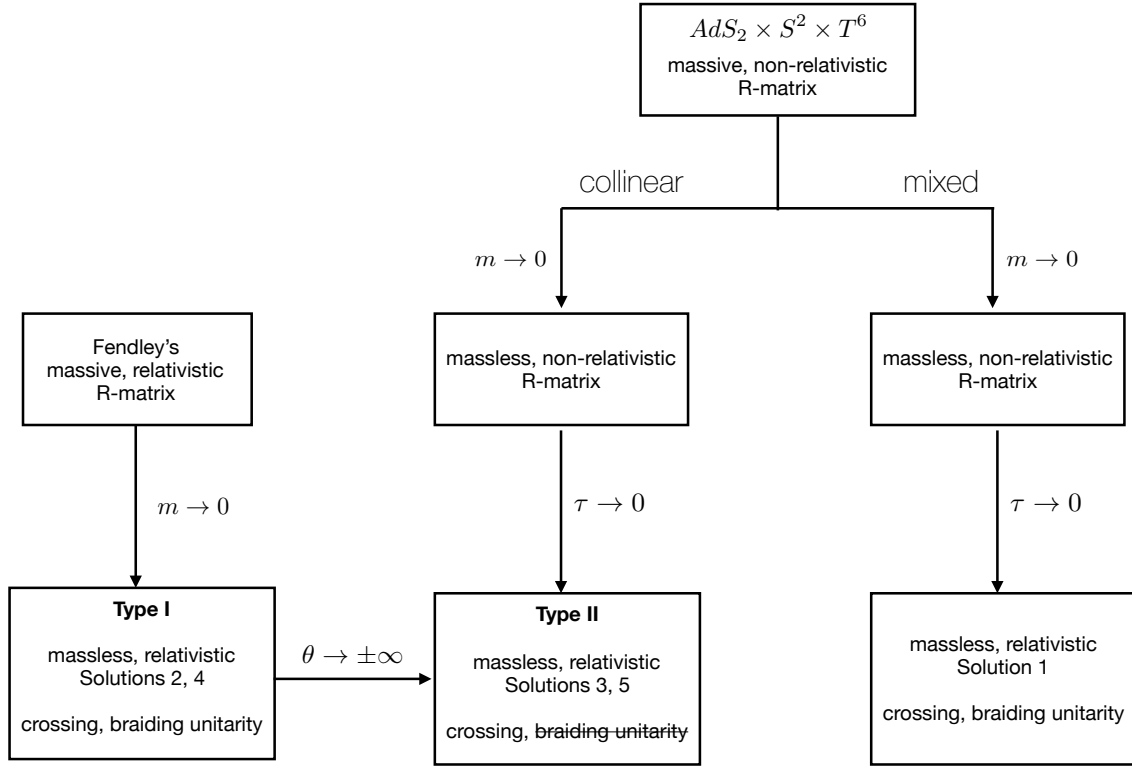 AdS₂ × S² × T⁶
massive, non-relativistic
R-matrix
collinear
mixed
m → 0
m → 0
Fendley's
massive, relativistic
R-matrix
massless, non-relativistic
R-matrix
massless, non-relativistic
R-matrix
m → 0
τ → 0
τ → 0
Type I
massless, relativistic
Solutions 2, 4
crossing, braiding unitarity
θ → ±∞
Type II
massless, relativistic
Solutions 3, 5
crossing, braiding unitarity
massless, relativistic
Solution 1
crossing, braiding unitarity